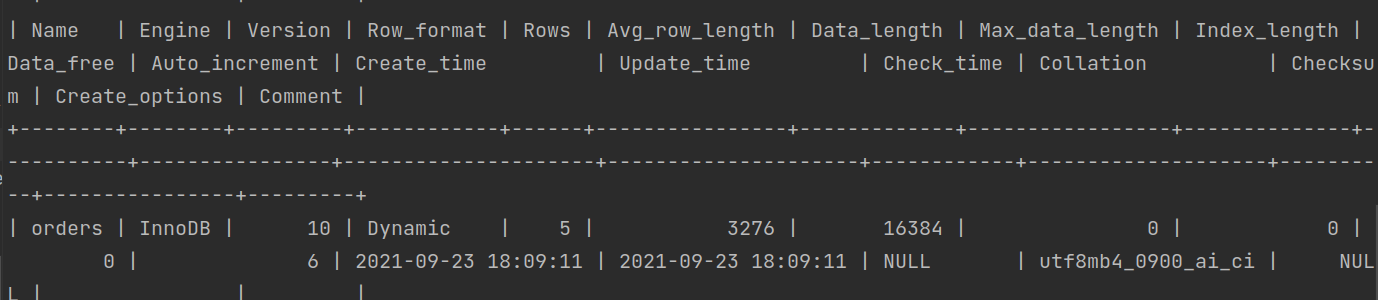 | Name   | Engine | Version | Row_format | Rows | Avg_row_length | Data_length | Max_data_length | Index_length |
Data_free | Auto_increment | Create_time         | Update_time         | Check_time | Collation          | Checksu
m | Create_options | Comment |
+--------+--------+---------+------------+------+----------------+-------------+-----------------+--------------+-
----------+----------------+---------------------+---------------------+------------+--------------------+--------
--+----------------+---------+
| orders | InnoDB |      10 | Dynamic    |    5 |           3276 |       16384 |               0 |            0 |
        0 |              6 | 2021-09-23 18:09:11 | 2021-09-23 18:09:11 | NULL       | utf8mb4_0900_ai_ci |     NUL
L |                |         |